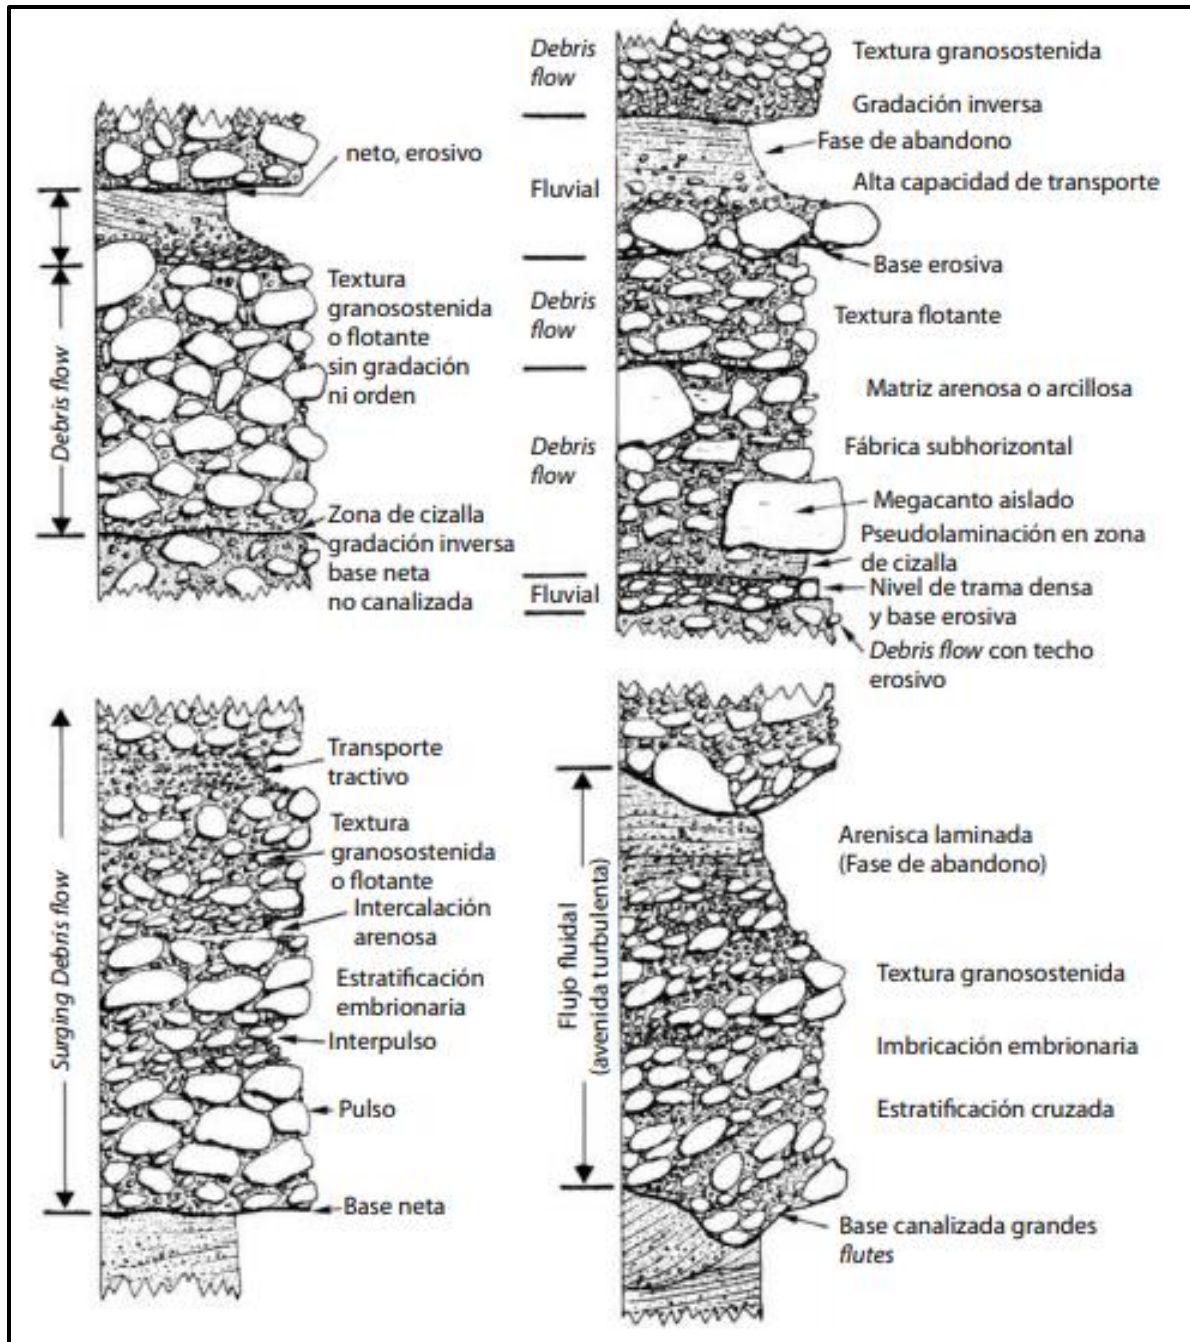 neto, erosivo
Debris flow
Textura
granosostenida
o flotante
sin gradación
ni orden
Zona de cizalla
gradación inversa
base neta
no canalizada
Debris
flow
Fluvial
Debris
flow
Debris
flow
Fluvial
Textura granosostenida
Gradación inversa
Fase de abandono
Alta capacidad de transporte
Base erosiva
Textura flotante
Matriz arenosa o arcillosa
Fábrica subhorizontal
Megacanto aislado
Pseudolaminación en zona
de cizalla
Nivel de trama densa
y base erosiva
Debris flow con techo
erosivo
Surging Debris flow
Transporte
tractivo
Textura
granosostenida
o flotante
Intercalación
arenosa
Estratificación
embrionaria
Interpulso
Pulso
Base neta
Flujo fluidal
(avenida turbulenta)
Arenisca laminada
(Fase de abandono)
Textura granosostenida
Imbricación embrionaria
Estratificación cruzada
Base canalizada grandes
flutes